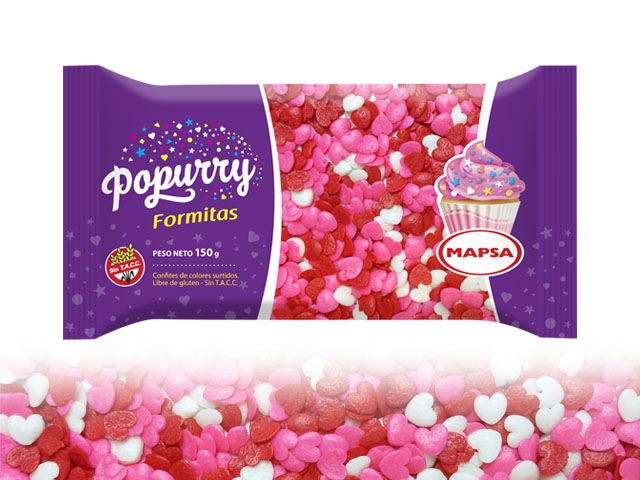 Popurry
Formitas
PESO NETO 150 g
Sin T.A.C.C.
Confites de colores surtidos.
Libre de gluten - Sin T.A.C.C.
MAPSA